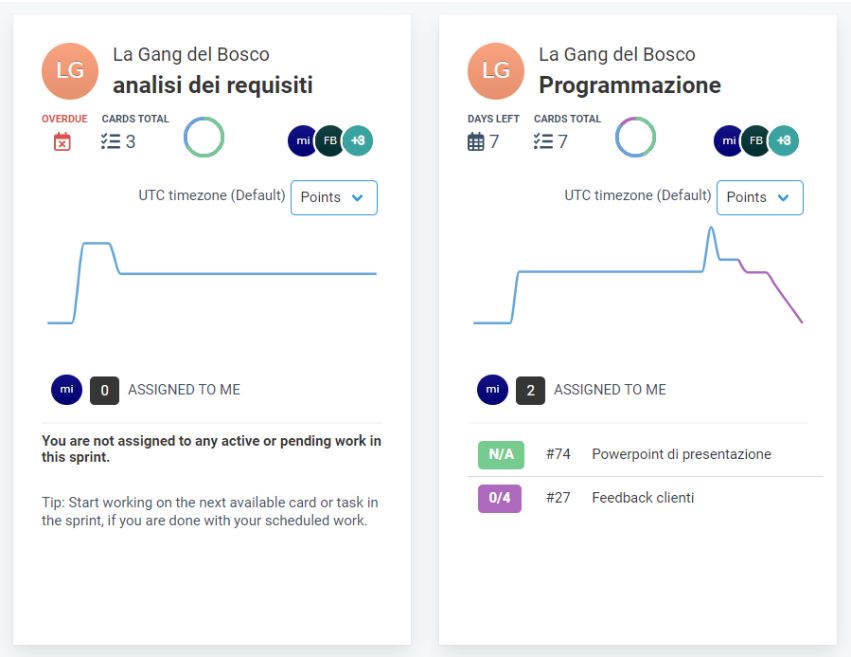 LG
La Gang del Bosco
analisi dei requisiti
OVERDUE
CARDS TOTAL
3
mi
FB
+3
UTC timezone (Default)
Points
mi
0
ASSIGNED TO ME
You are not assigned to any active or pending work in
this sprint.
Tip: Start working on the next available card or task in
the sprint, if you are done with your scheduled work.
LG
La Gang del Bosco
Programmazione
DAYS LEFT
CARDS TOTAL
7
7
mi
FB
+3
UTC timezone (Default)
Points
mi
2
ASSIGNED TO ME
N/A #74 Powerpoint di presentazione
0/4 #27 Feedback clienti